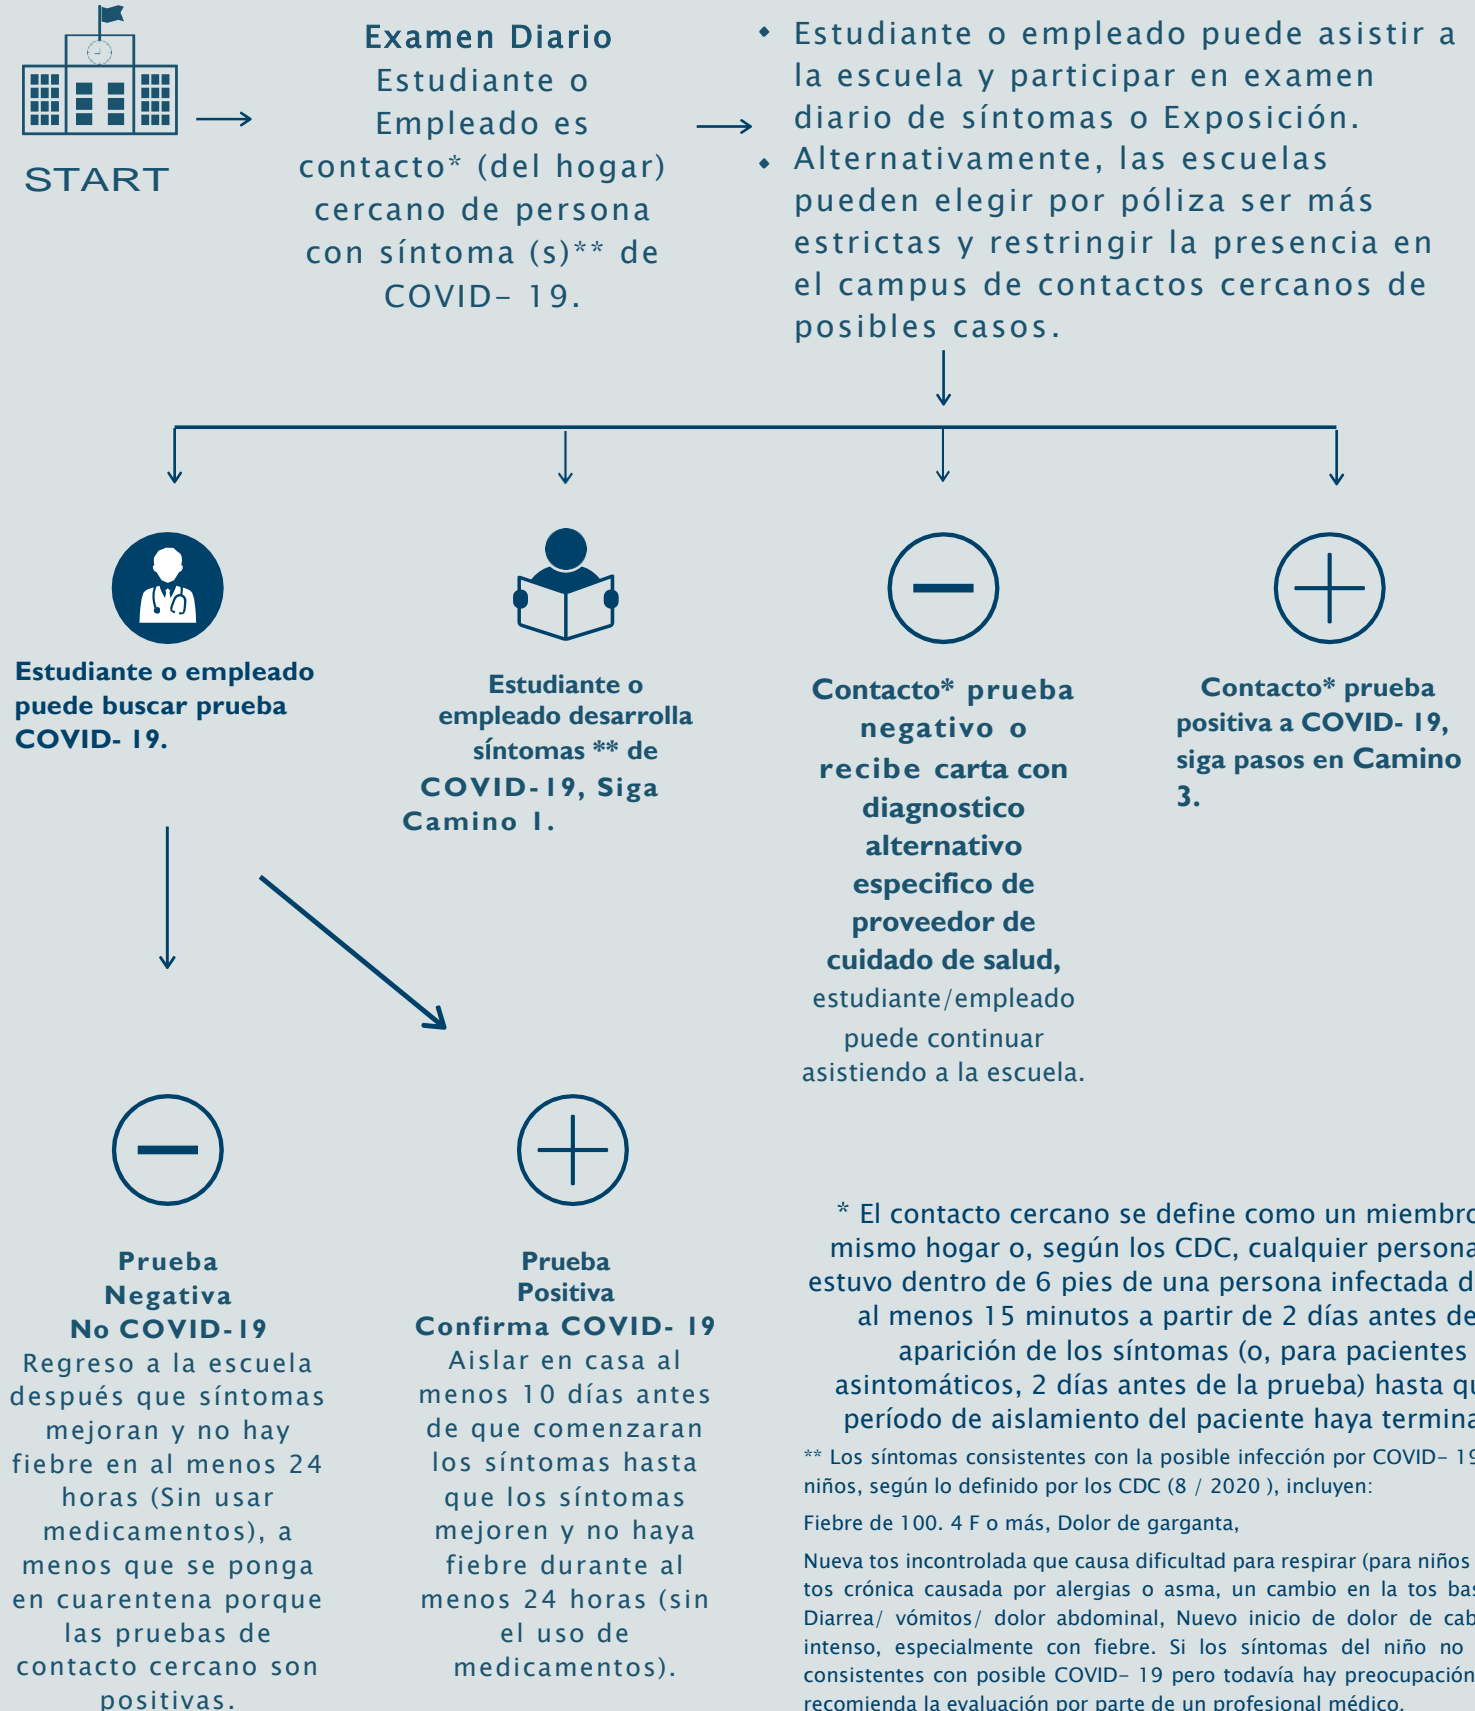 START
Examen Diario
Estudiante o
Empleado es
contacto* (del hogar)
cercano de persona
con síntoma (s)** de
COVID– 19.
• Estudiante o empleado puede asistir a
la escuela y participar en examen
diario de síntomas o Exposición.
• Alternativamente, las escuelas
pueden elegir por póliza ser más
estrictas y restringir la presencia en
el campus de contactos cercanos de
posibles casos.
Estudiante o empleado
puede buscar prueba
COVID- 19.
Estudiante o
empleado desarrolla
síntomas ** de
COVID-19, Siga
Camino 1.
Contacto* prueba
negativo o
recibe carta con
diagnostico
alternativo
especifico de
proveedor de
cuidado de salud,
estudiante/empleado
puede continuar
asistiendo a la escuela.
Contacto* prueba
positiva a COVID- 19,
siga pasos en Camino
3.
Prueba
Negativa
No COVID-19
Regreso a la escuela
después que síntomas
mejoran y no hay
fiebre en al menos 24
horas (Sin usar
medicamentos), a
menos que se ponga
en cuarentena porque
las pruebas de
contacto cercano son
positivas.
Prueba
Positiva
Confirma COVID- 19
Aislar en casa al
menos 10 días antes
de que comenzaran
los síntomas hasta
que los síntomas
mejoren y no haya
fiebre durante al
menos 24 horas (sin
el uso de
medicamentos).
* El contacto cercano se define como un miembro
mismo hogar o, según los CDC, cualquier persona
estuvo dentro de 6 pies de una persona infectada
al menos 15 minutos a partir de 2 días antes de
aparición de los síntomas (o, para pacientes
asintomáticos, 2 días antes de la prueba) hasta
período de aislamiento del paciente haya
** Los síntomas consistentes con la posible infección por COVID– 19
niños, según lo definido por los CDC (8 / 2020 ), incluyen:
Fiebre de 100. 4 F o más, Dolor de garganta,
Nueva tos incontrolada que causa dificultad para respirar (para niños
tos crónica causada por alergias o asma, un cambio en la tos
Diarrea/ vómitos/ dolor abdominal, Nuevo inicio de dolor de
intenso, especialmente con fiebre. Si los síntomas del niño no
consistentes con posible COVID– 19 pero todavía hay preocupación
recomienda la evaluación por parte de un profesional médico.